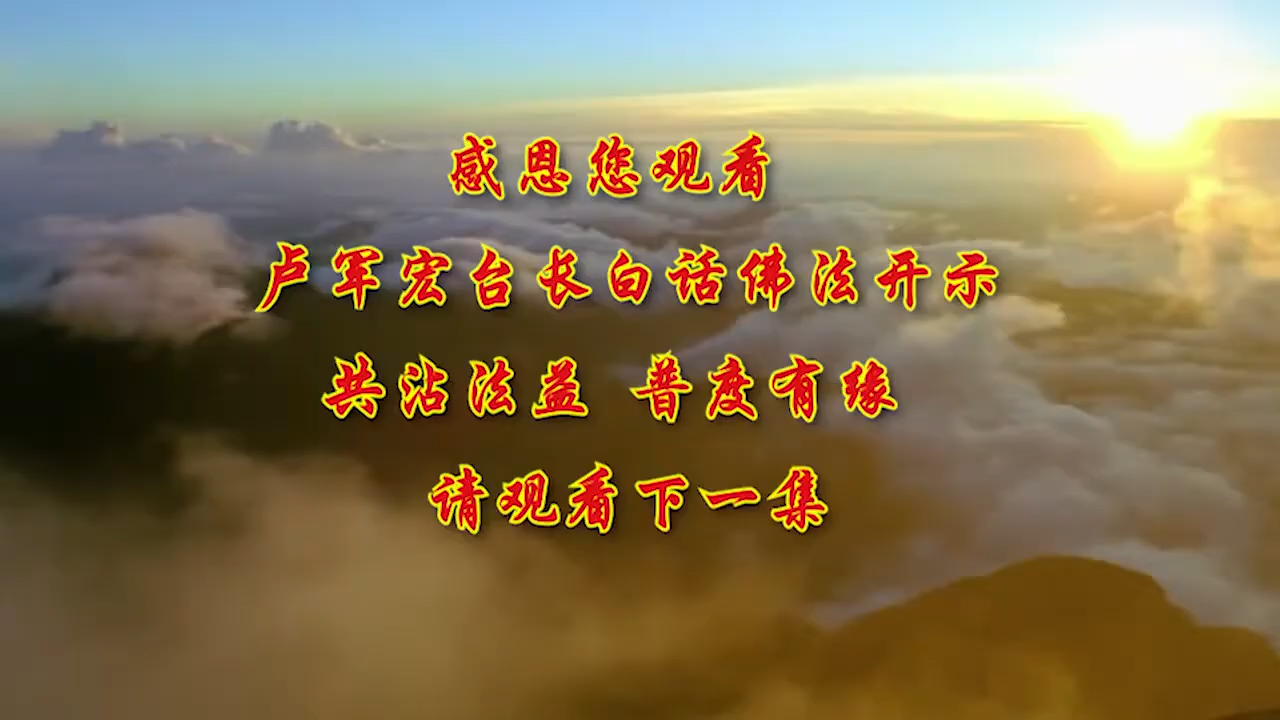 感恩您观看
卢军宏台长白话佛法开示
共沾法益 普度有缘
请观看下一集